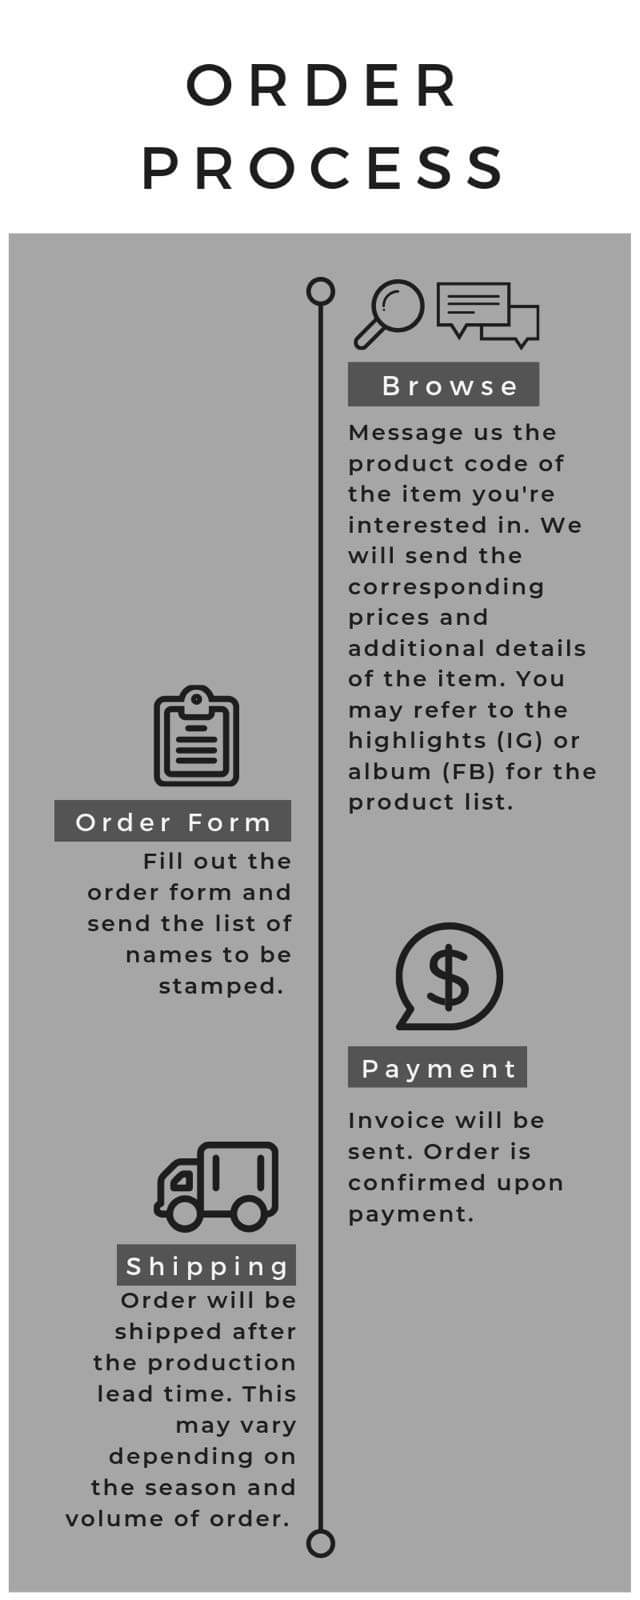 ORDER
PROCESS
Browse
Message us the
product code of
the item you're
interested in. We
will send the
corresponding
prices and
additional details
of the item. You
may refer to the
highlights (IG) or
album (FB) for the
product list.
Order Form
Fill out the
order form and
send the list of
names to be
stamped.
$
Payment
Invoice will be
sent. Order is
confirmed upon
payment.
Shipping
Order will be
shipped after
the production
lead time. This
may vary
depending on
the season and
volume of order.